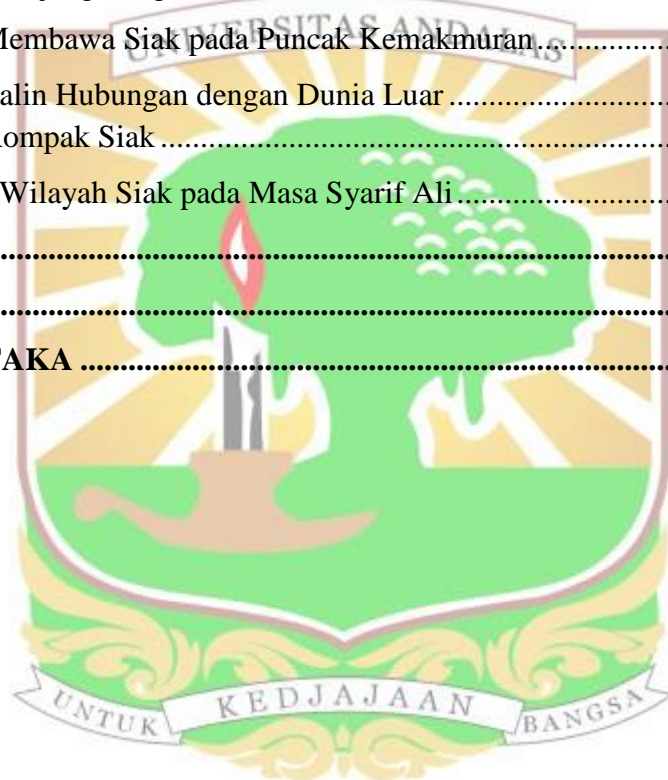 UNIVERSITAS ANDALAS
Membawa Siak pada Puncak Kemakmuran....................
alin Hubungan dengan Dunia Luar..............................
ompak Siak................................................................
Wilayah Siak pada Masa Syarif Ali............................
................................................................................
................................................................................
TAKA ........................................................................
UNTUK KEDJAJAAN BANGSA